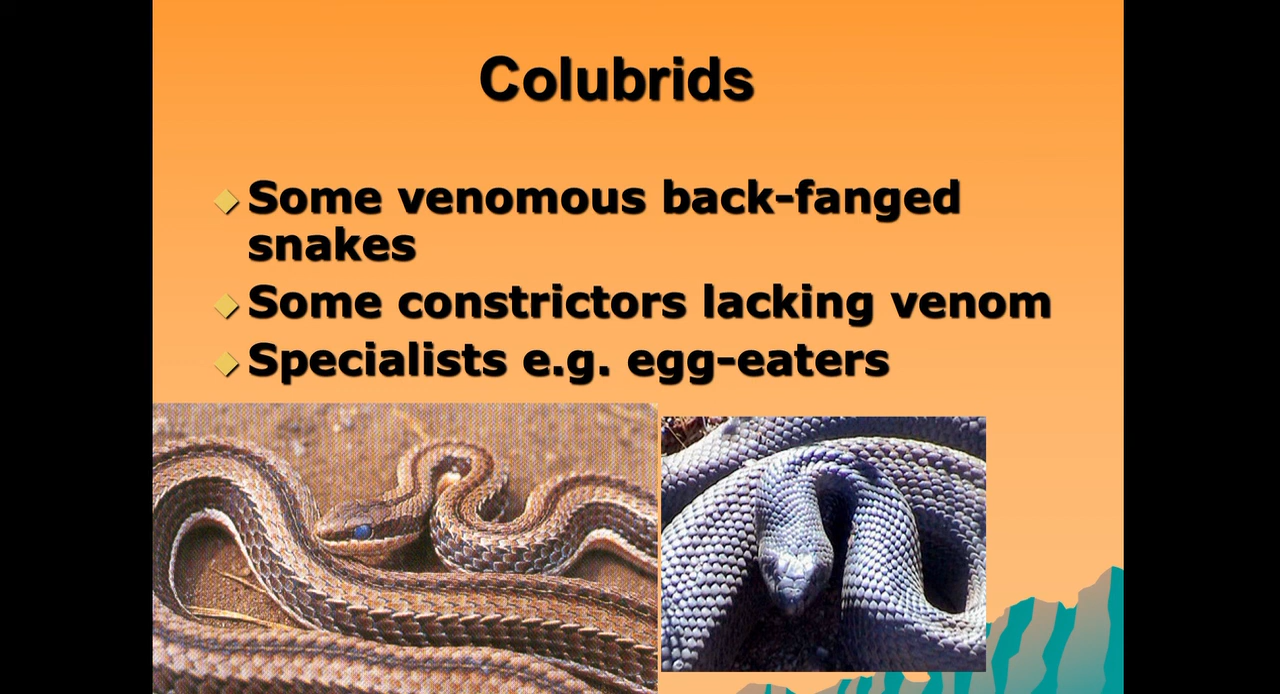 Colubrids
Some venomous back-fanged
snakes
Some constrictors lacking venom
Specialists e.g. egg-eaters